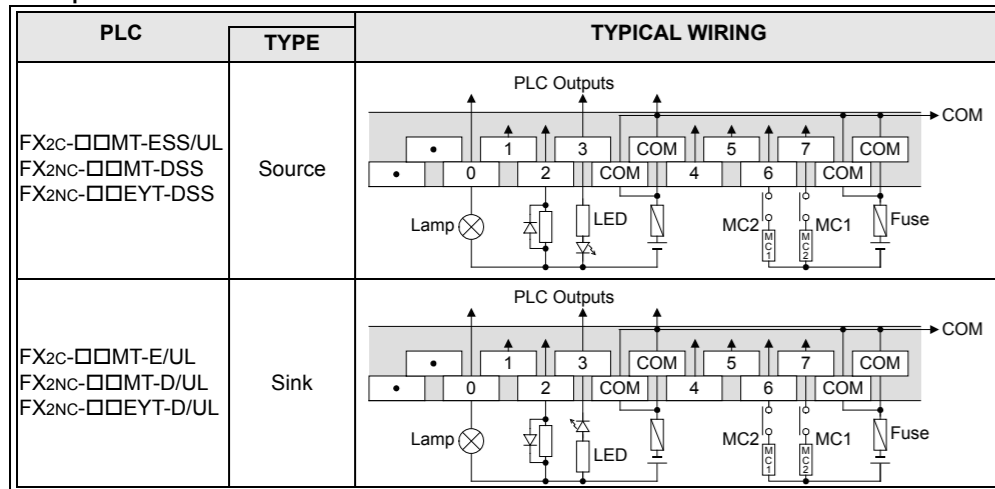 PLC TYPE TYPICAL WIRING
FX2C-□□MT-ESS/UL
FX2NC-□□MT-DSS
FX2NC-□□EYT-DSS
Source
PLC Outputs
COM
• 1 3 COM 5 7 COM
• 0 2 COM 4 6 COM
Lamp LED MC2 MC1 Fuse
MC1 MC2
FX2C-□□MT-E/UL
FX2NC-□□MT-D/UL
FX2NC-□□EYT-D/UL
Sink
PLC Outputs
COM
• 1 3 COM 5 7 COM
• 0 2 COM 4 6 COM
Lamp LED MC2 MC1 Fuse
MC1 MC2